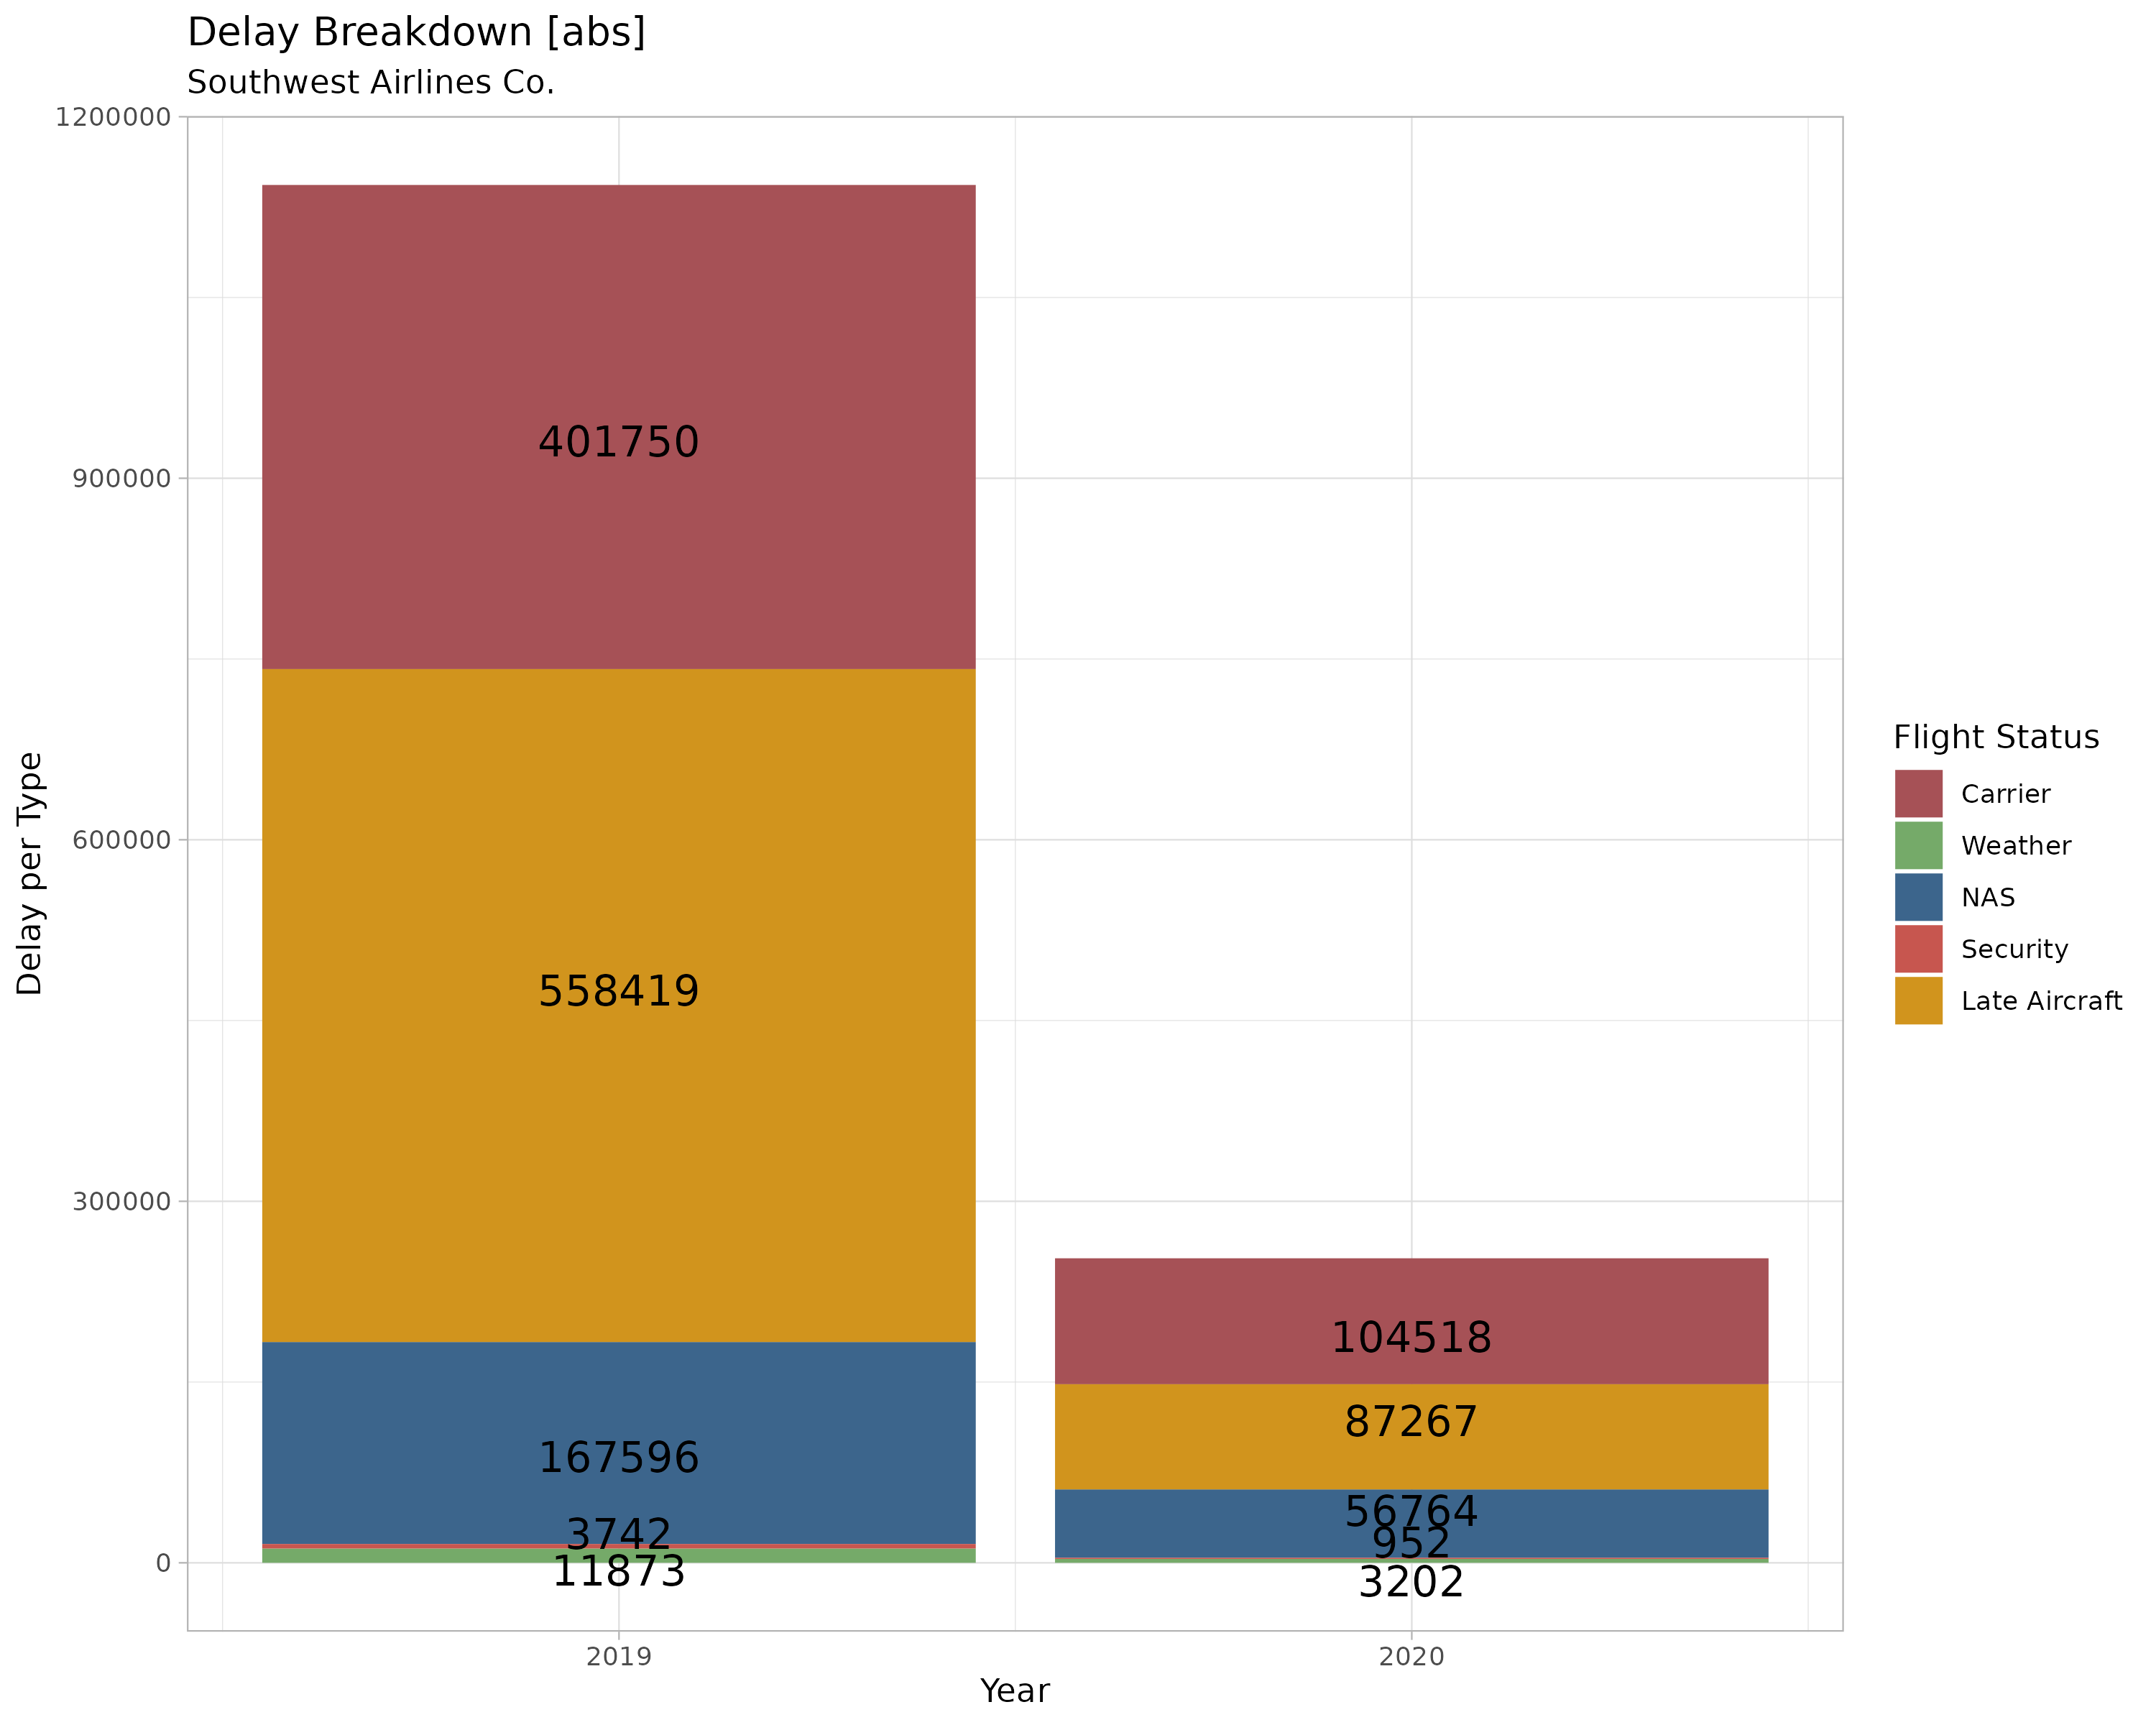 Delay Breakdown [abs]
Southwest Airlines Co.
1200000
900000
600000
300000
0
Delay per Type
401750
558419
167596
3742
11873
104518
87267
56764
952
3202
2019
2020
Year
Flight Status
Carrier
Weather
NAS
Security
Late Aircraft